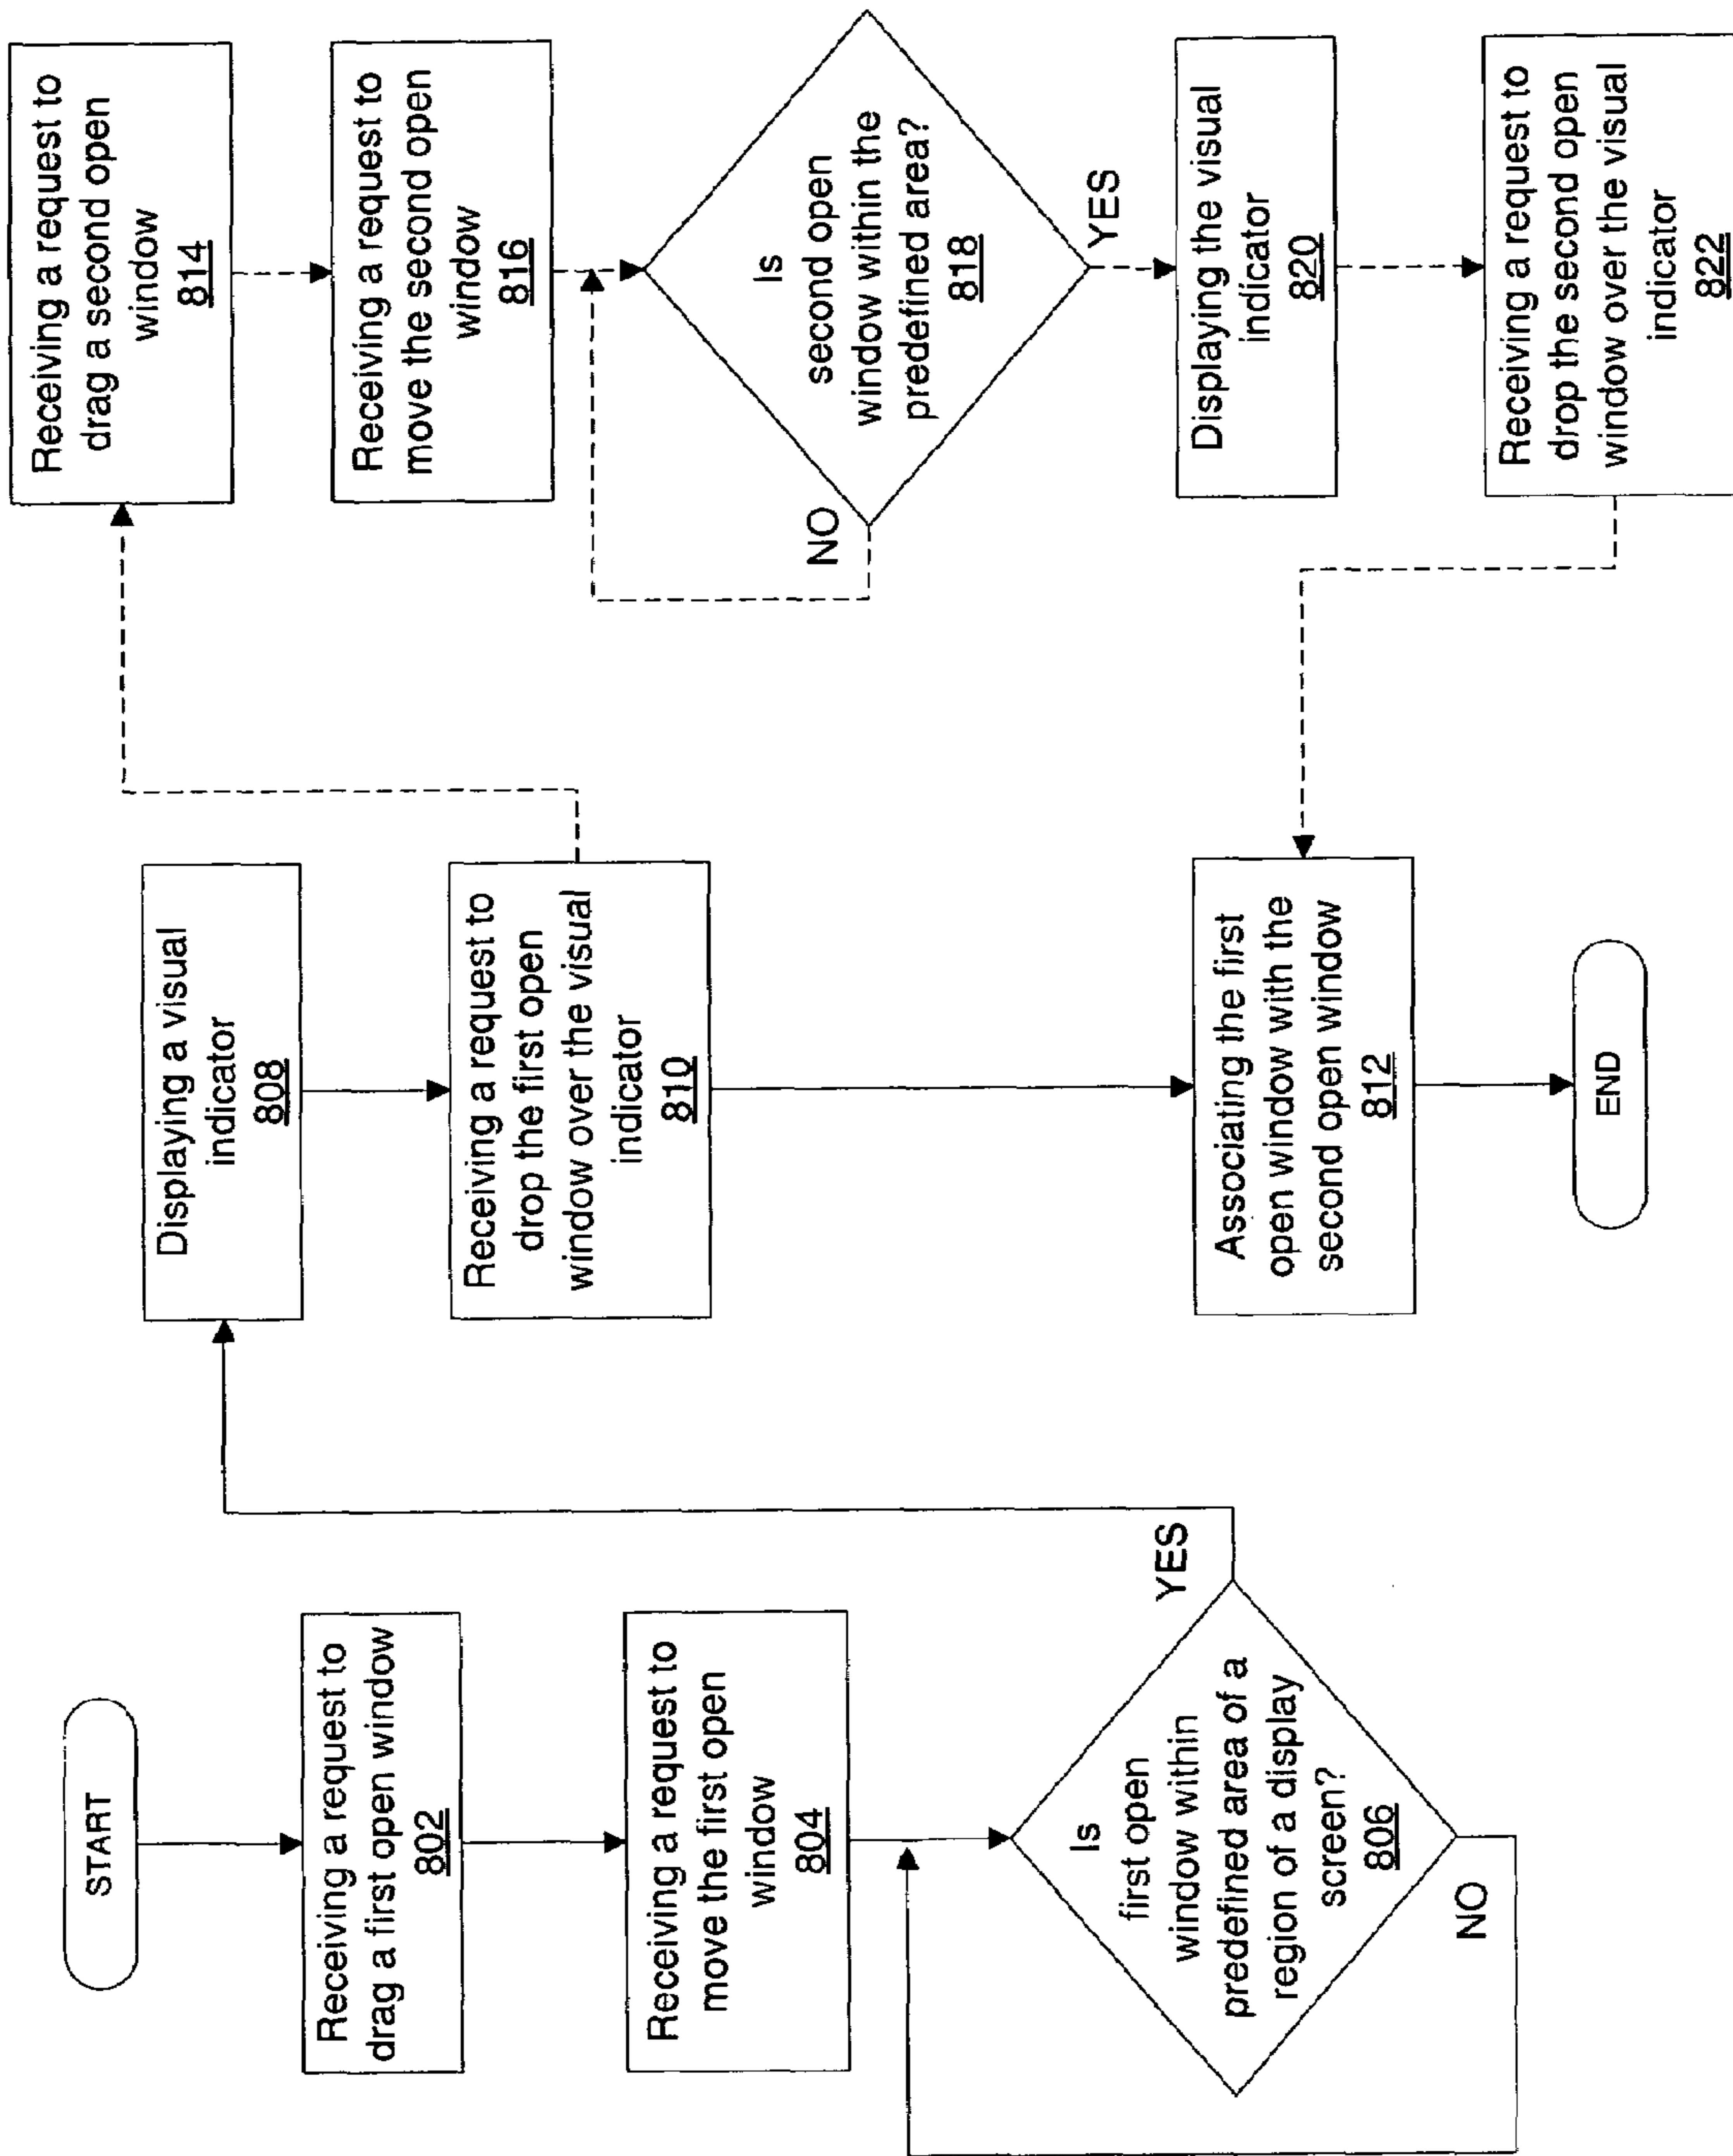 START
Receiving a request to
drag a first open window
802
Receiving a request to
move the first open
window
804
Is
first open
window within
predefined area of a
region of a display
screen?
806
YES
NO
Displaying a visual
indicator
808
Receiving a request to
drop the first open
window over the visual
indicator
810
Associating the first
open window with the
second open window
812
END
Receiving a request to
drag a second open
window
814
Receiving a request to
move the second open
window
816
Is
second open
window within the
predefined area?
818
NO
YES
Displaying the visual
indicator
820
Receiving a request to
drop the second open
window over the visual
indicator
822